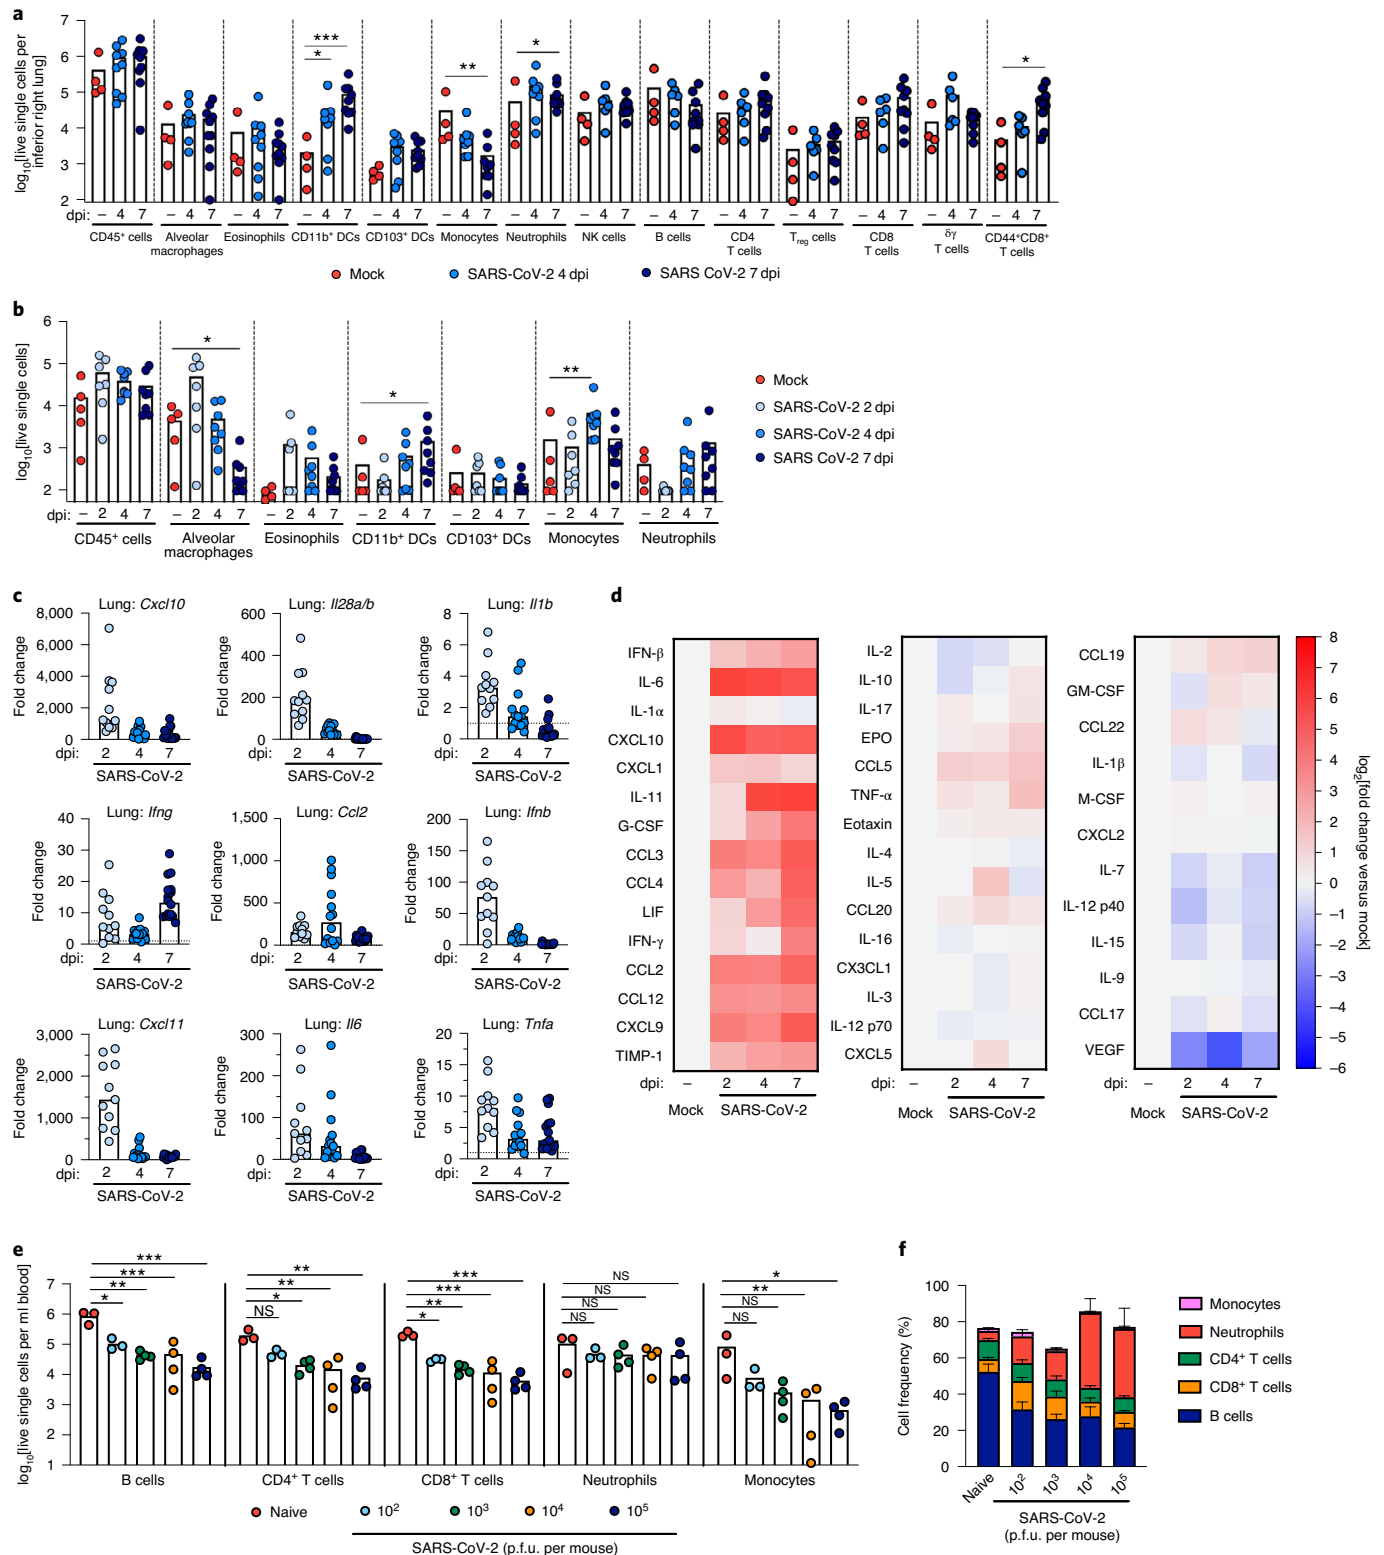 a
log10[live single cells per
inferior right lung]
7
6
5
4
3
2
***
*
**
*
*
dpi: – 4 7 – 4 7 – 4 7 – 4 7 – 4 7 – 4 7 – 4 7 – 4 7 – 4 7 – 4 7 – 4 7 – 4 7 – 4 7 – 4 7
CD45+ cells
Alveolar
macrophages
Eosinophils
CD11b+ DCs
CD103+ DCs
Monocytes
Neutrophils
NK cells
B cells
CD4
T cells
Treg cells
CD8
T cells
δγ
T cells
CD44+CD8+
T cells
Mock
SARS-CoV-2 4 dpi
SARS CoV-2 7 dpi
b
log10[live single cells]
6
5
4
3
2
*
*
**
dpi: – 2 4 7 – 2 4 7 – 2 4 7 – 2 4 7 – 2 4 7 – 2 4 7 – 2 4 7
CD45+ cells
Alveolar
macrophages
Eosinophils
CD11b+ DCs
CD103+ DCs
Monocytes
Neutrophils
Mock
SARS-CoV-2 2 dpi
SARS-CoV-2 4 dpi
SARS CoV-2 7 dpi
c
Lung: Cxcl10
Fold change
8,000
6,000
4,000
2,000
0
dpi: 2 4 7
SARS-CoV-2
Lung: Il28a/b
Fold change
600
400
200
0
2 4 7
SARS-CoV-2
Lung: Il1b
Fold change
8
6
4
2
0
2 4 7
SARS-CoV-2
Lung: Ifng
Fold change
40
30
20
10
0
dpi: 2 4 7
SARS-CoV-2
Lung: Ccl2
Fold change
1,500
1,000
500
0
2 4 7
SARS-CoV-2
Lung: Ifnb
Fold change
200
150
100
50
0
2 4 7
SARS-CoV-2
Lung: Cxcl11
Fold change
3,000
2,000
1,000
0
dpi: 2 4 7
SARS-CoV-2
Lung: Il6
Fold change
300
200
100
0
2 4 7
SARS-CoV-2
Lung: Tnfa
Fold change
20
15
10
5
0
2 4 7
SARS-CoV-2
d
IFN-β
IL-6
IL-1α
CXCL10
CXCL1
IL-11
G-CSF
CCL3
CCL4
LIF
IFN-γ
CCL2
CCL12
CXCL9
TIMP-1
dpi: – 2 4 7
Mock SARS-CoV-2
IL-2
IL-10
IL-17
EPO
CCL5
TNF-α
Eotaxin
IL-4
IL-5
CCL20
IL-16
CX3CL1
IL-3
IL-12 p70
CXCL5
dpi: – 2 4 7
Mock SARS-CoV-2
CCL19
GM-CSF
CCL22
IL-1β
M-CSF
CXCL2
IL-7
IL-12 p40
IL-15
IL-9
CCL17
VEGF
dpi: – 2 4 7
Mock SARS-CoV-2
8
7
6
5
4
3
2
1
0
–1
–2
–3
–4
–5
–6
log2[fold change versus mock]
e
log10[live single cells per ml blood]
7
6
5
4
3
2
1
***
***
**
*
**
**
*
NS
***
***
**
*
NS
NS
NS
NS
*
**
NS
NS
B cells
CD4+ T cells
CD8+ T cells
Neutrophils
Monocytes
Naive
102
103
104
105
SARS-CoV-2 (p.f.u. per mouse)
f
Cell frequency (%)
100
80
60
40
20
0
Naive
102
103
104
105
SARS-CoV-2
(p.f.u. per mouse)
Monocytes
Neutrophils
CD4+ T cells
CD8+ T cells
B cells